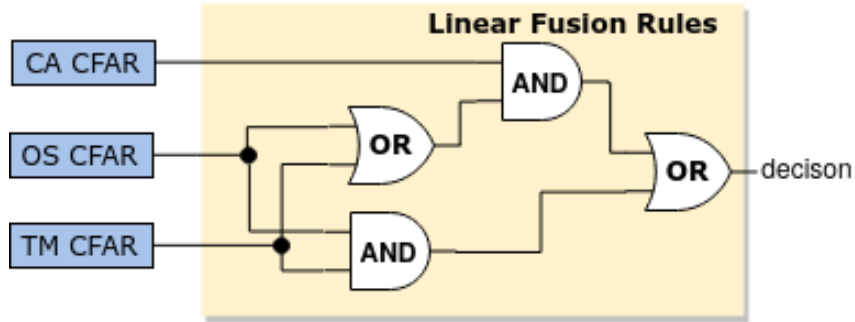 Linear Fusion Rules
CA CFAR
AND
OS CFAR
OR
OR
decison
TM CFAR
AND